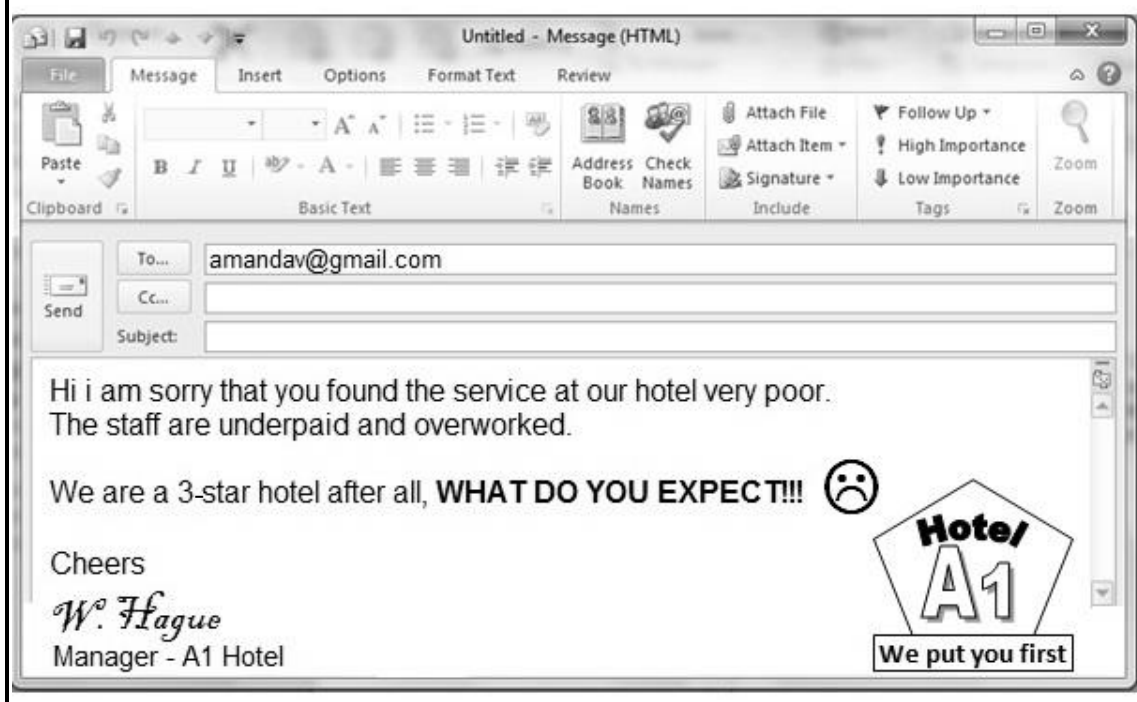 Untitled - Message (HTML)
File Message Insert Options Format Text Review
Paste
Clipboard
B I U A
Basic Text
Address Book
Check Names
Names
Attach File
Attach Item
Signature
Include
Follow Up
High Importance
Low Importance
Tags
Zoom
Zoom
Send
To... amandav@gmail.com
Cc...
Subject:
Hi i am sorry that you found the service at our hotel very poor.
The staff are underpaid and overworked.
We are a 3-star hotel after all, WHAT DO YOU EXPECT!!!
Cheers
W. Hague
Manager - A1 Hotel
Hotel
A1
We put you first